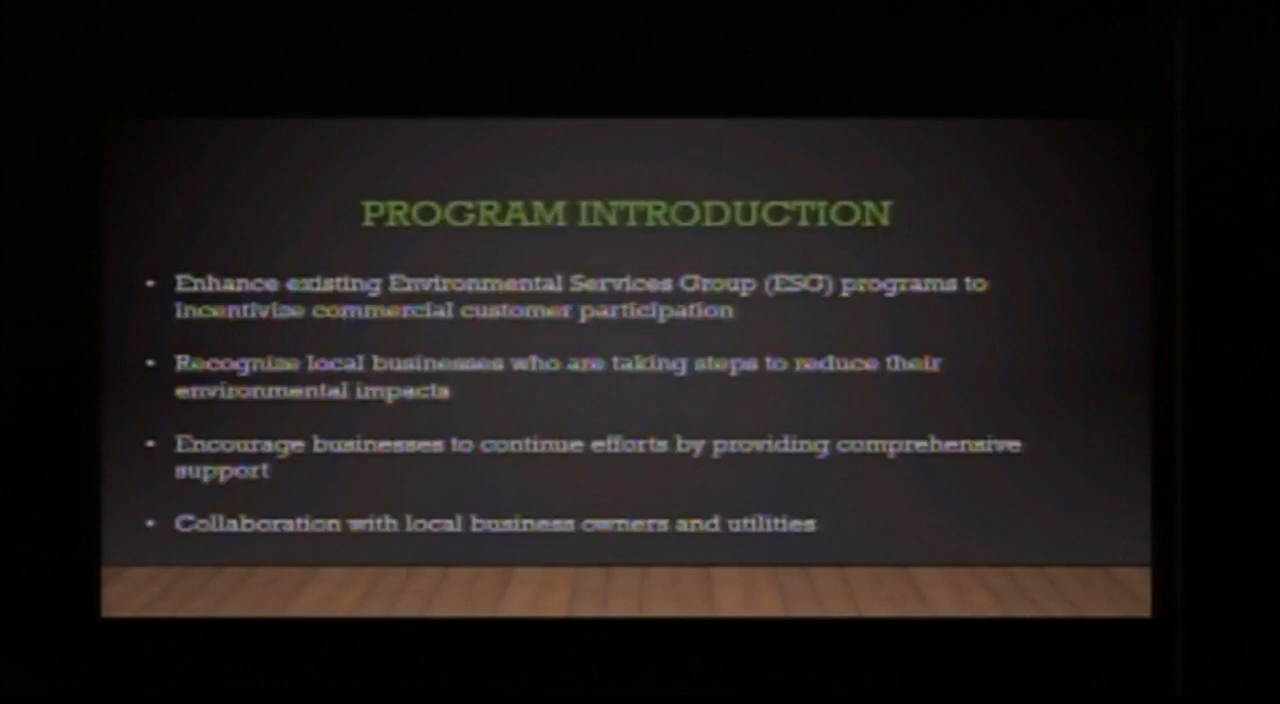 PROGRAM INTRODUCTION
• Enhance existing Environmental Services Group (ESG) programs to
incentivize commercial customer participation
• Recognize local businesses who are taking steps to reduce their
environmental impacts
• Encourage businesses to continue efforts by providing comprehensive
support
• Collaboration with local business owners and utilities